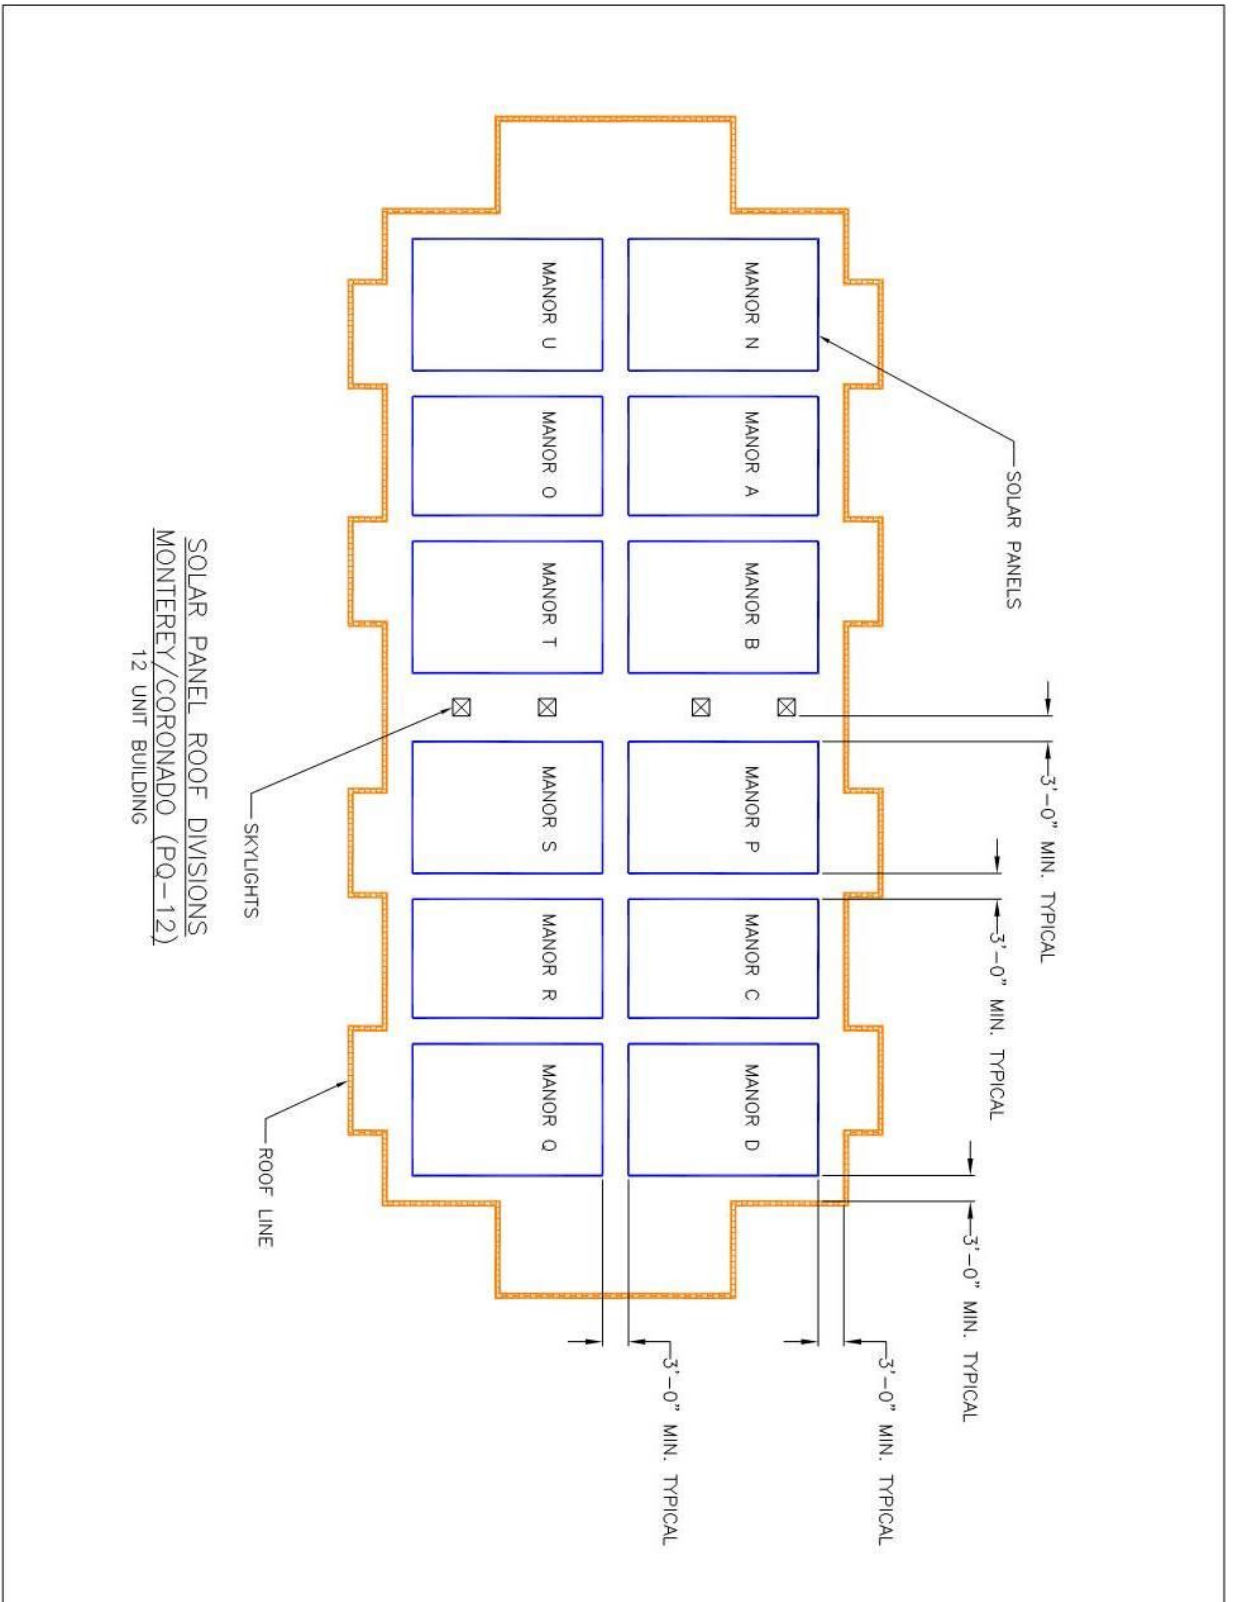 SOLAR PANELS
3'-0" MIN. TYPICAL
3'-0" MIN. TYPICAL
3'-0" MIN. TYPICAL
3'-0" MIN. TYPICAL
3'-0" MIN. TYPICAL
MANOR N
MANOR A
MANOR B
MANOR P
MANOR C
MANOR D
MANOR U
MANOR O
MANOR T
MANOR S
MANOR R
MANOR Q
SKYLIGHTS
ROOF LINE
SOLAR PANEL ROOF DIVISIONS
MONTEREY/CORONADO (PQ-12)
12 UNIT BUILDING